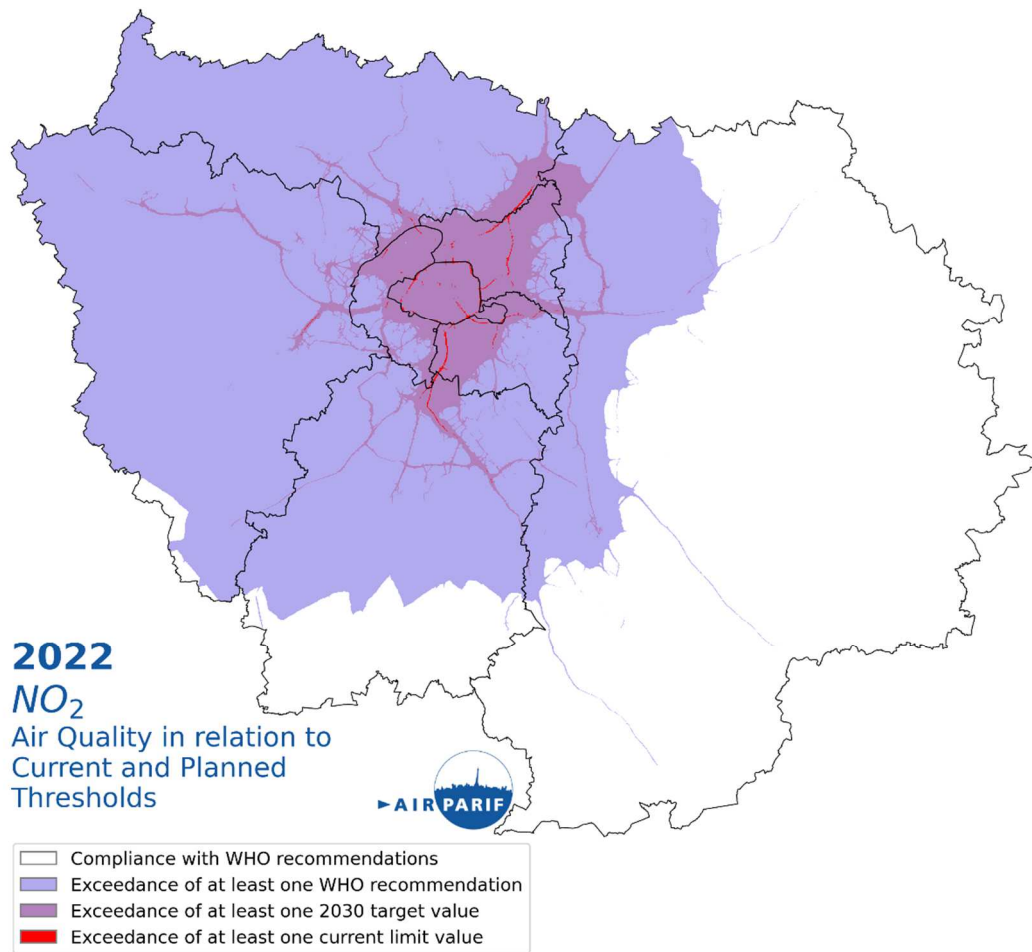 2022
NO2
Air Quality in relation to
Current and Planned
Thresholds
AIRPARIF
Compliance with WHO recommendations
Exceedance of at least one WHO recommendation
Exceedance of at least one 2030 target value
Exceedance of at least one current limit value